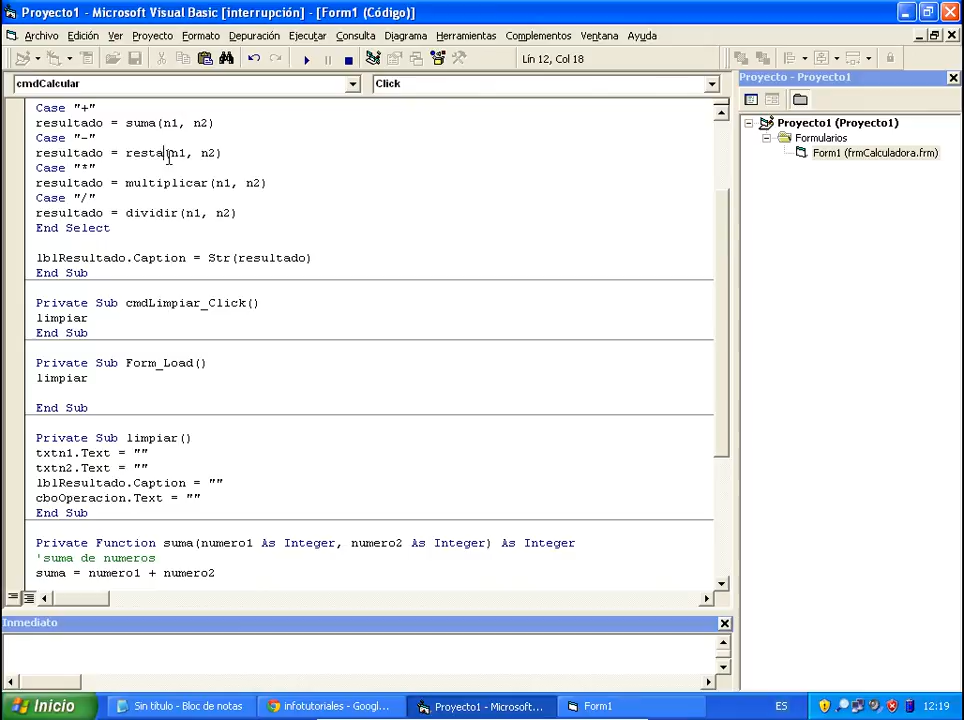 Proyecto1 - Microsoft Visual Basic [interrupción] - [Form1 (Código)]
Archivo Edición Ver Proyecto Formato Depuración Ejecutar Consulta Diagrama Herramientas Complementos Ventana Ayuda
Lín 12, Col 18
cmdCalcular Click
Proyecto - Proyecto1
Case "+"
resultado = suma(n1, n2)
Case "-"
resultado = resta(n1, n2)
Case "*"
resultado = multiplicar(n1, n2)
Case "/"
resultado = dividir(n1, n2)
End Select
lblResultado.Caption = Str(resultado)
End Sub
Private Sub cmdLimpiar_Click()
limpiar
End Sub
Private Sub Form_Load()
limpiar
End Sub
Private Sub limpiar()
txtn1.Text = ""
txtn2.Text = ""
lblResultado.Caption = ""
cboOperacion.Text = ""
End Sub
Private Function suma(numero1 As Integer, numero2 As Integer) As Integer
'suma de numeros
suma = numero1 + numero2
Proyecto1 (Proyecto1)
Formularios
Form1 (frmCalculadora.frm)
Inmediato
Inicio
Sin título - Bloc de notas
infotutoriales - Googl...
Proyecto1 - Microsoft...
Form1
ES
12:19